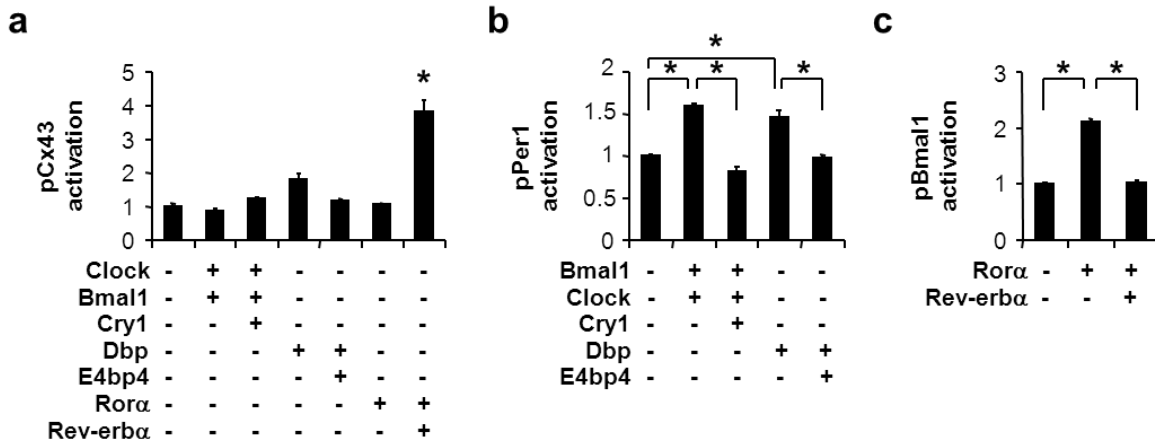 a
*
pCx43
activation
5
4
3
2
1
0
Clock - + + - - - -
Bmal1 - + + - - - -
Cry1 - - + - - - -
Dbp - - - + + - -
E4bp4 - - - - + - -
Rorα - - - - - + +
Rev-erbα - - - - - - +
b
*
* * *
pPer1
activation
2
1.5
1
0.5
0
Bmal1 - + + - -
Clock - + + - -
Cry1 - - + - -
Dbp - - - + +
E4bp4 - - - - +
c
* *
pBmal1
activation
3
2
1
0
Rorα - + +
Rev-erbα - - +